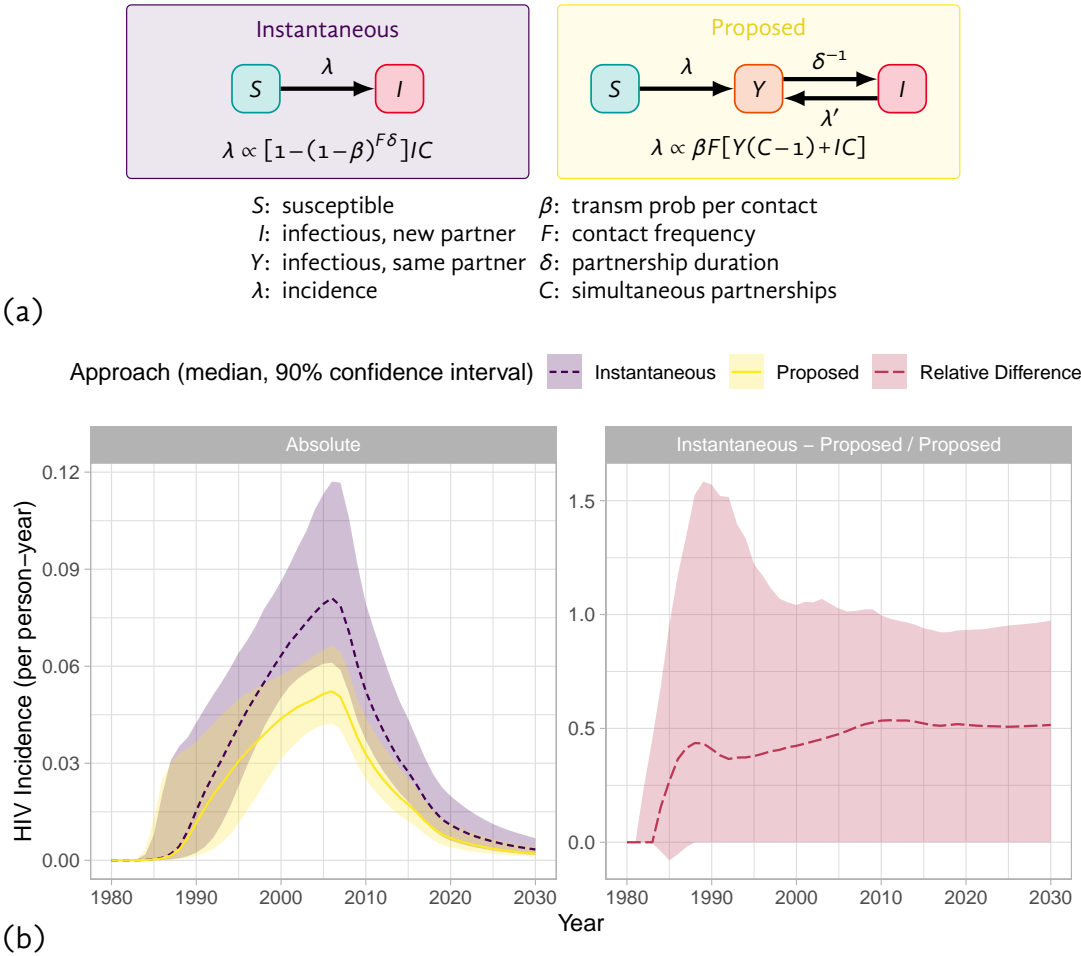 Instantaneous
S λ I
λ ∝ [1−(1−β)^{Fδ}]IC
Proposed
S λ Y δ⁻¹ I
λ′
λ ∝ βF[Y(C−1)+IC]
S: susceptible
I: infectious, new partner
Y: infectious, same partner
λ: incidence
β: transm prob per contact
F: contact frequency
δ: partnership duration
C: simultaneous partnerships
(a)
Approach (median, 90% confidence interval) Instantaneous Proposed Relative Difference
Absolute
Instantaneous − Proposed / Proposed
HIV Incidence (per person−year)
0.12
0.09
0.06
0.03
0.00
1.5
1.0
0.5
0.0
1980 1990 2000 2010 2020 2030
1980 1990 2000 2010 2020 2030
Year
(b)